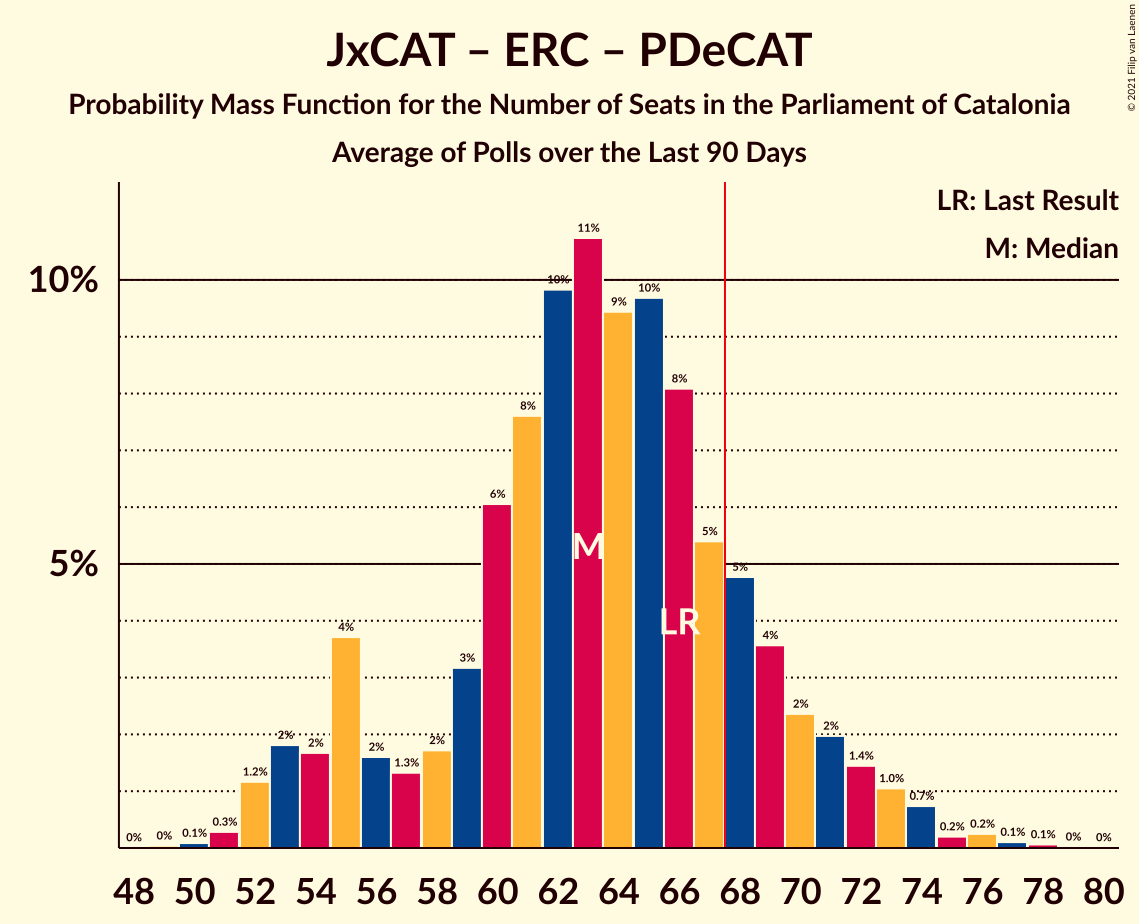 JxCAT – ERC – PDeCAT
Probability Mass Function for the Number of Seats in the Parliament of Catalonia
Average of Polls over the Last 90 Days
© 2021 Filip van Laenen
LR: Last Result
M: Median
10%
5%
0% 0% 0.1% 0.3% 1.2% 2% 2% 4% 2% 1.3% 2% 3% 6% 8% 10% 11% 9% 10% 8% 5% 5% 4% 2% 2% 1.4% 1.0% 0.7% 0.2% 0.2% 0.1% 0.1% 0% 0%
M
LR
48 50 52 54 56 58 60 62 64 66 68 70 72 74 76 78 80